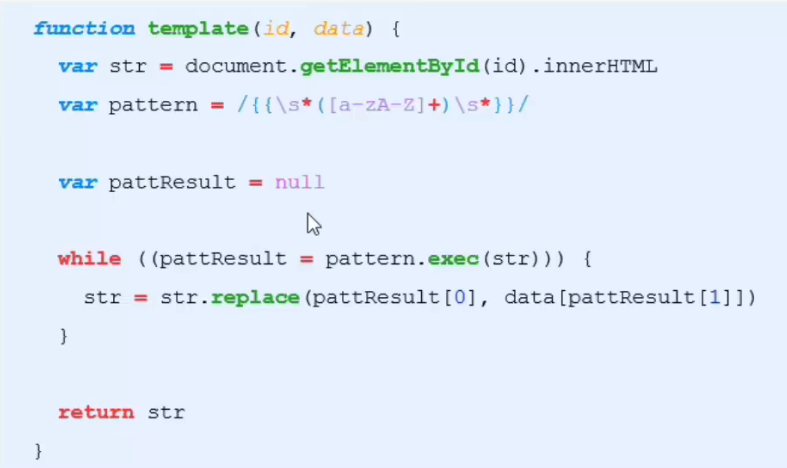 function template(id, data) {
  var str = document.getElementById(id).innerHTML
  var pattern = /{{\s*([a-zA-Z]+)\s*}}/
  var pattResult = null
  while ((pattResult = pattern.exec(str))) {
    str = str.replace(pattResult[0], data[pattResult[1]])
  }
  return str
}